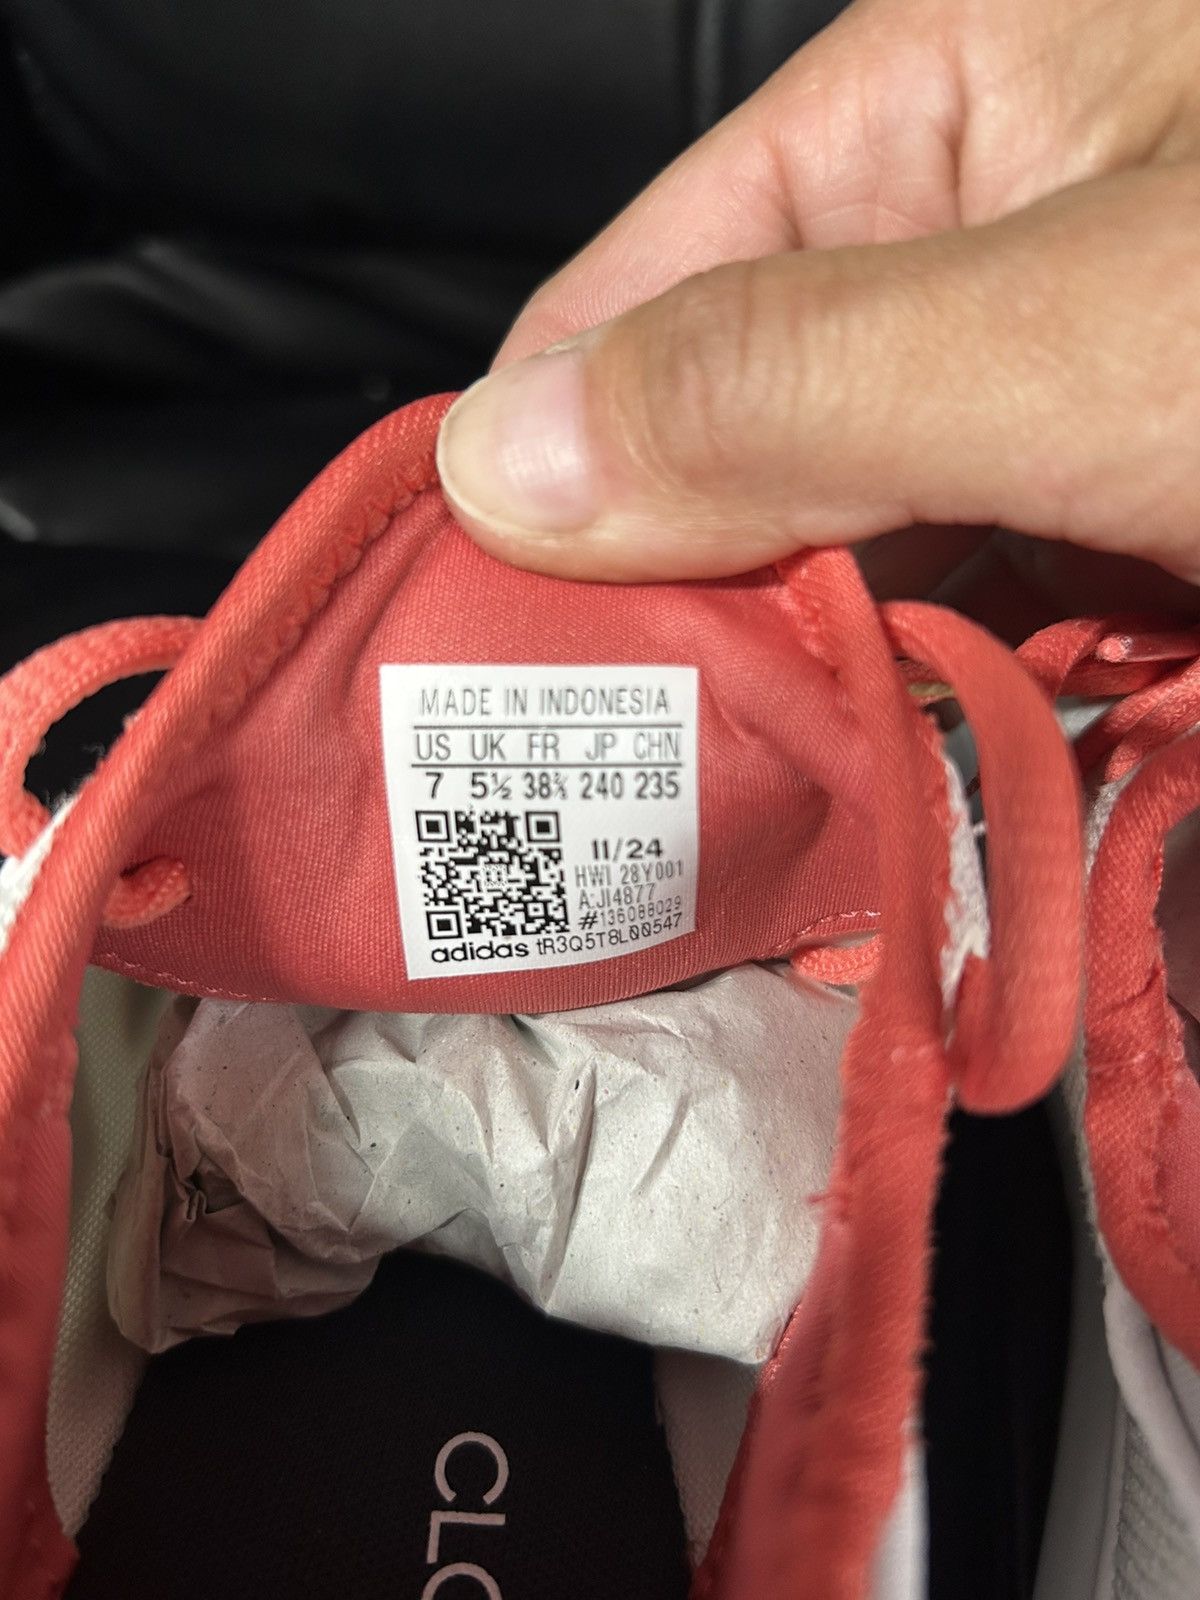 MADE IN INDONESIA
US UK FR JP CHN
7 5½ 38⅔ 240 235
11/24
HWI 28Y001
A:JI4877
#136088029
adidas tR3Q5T8L00547
CLO